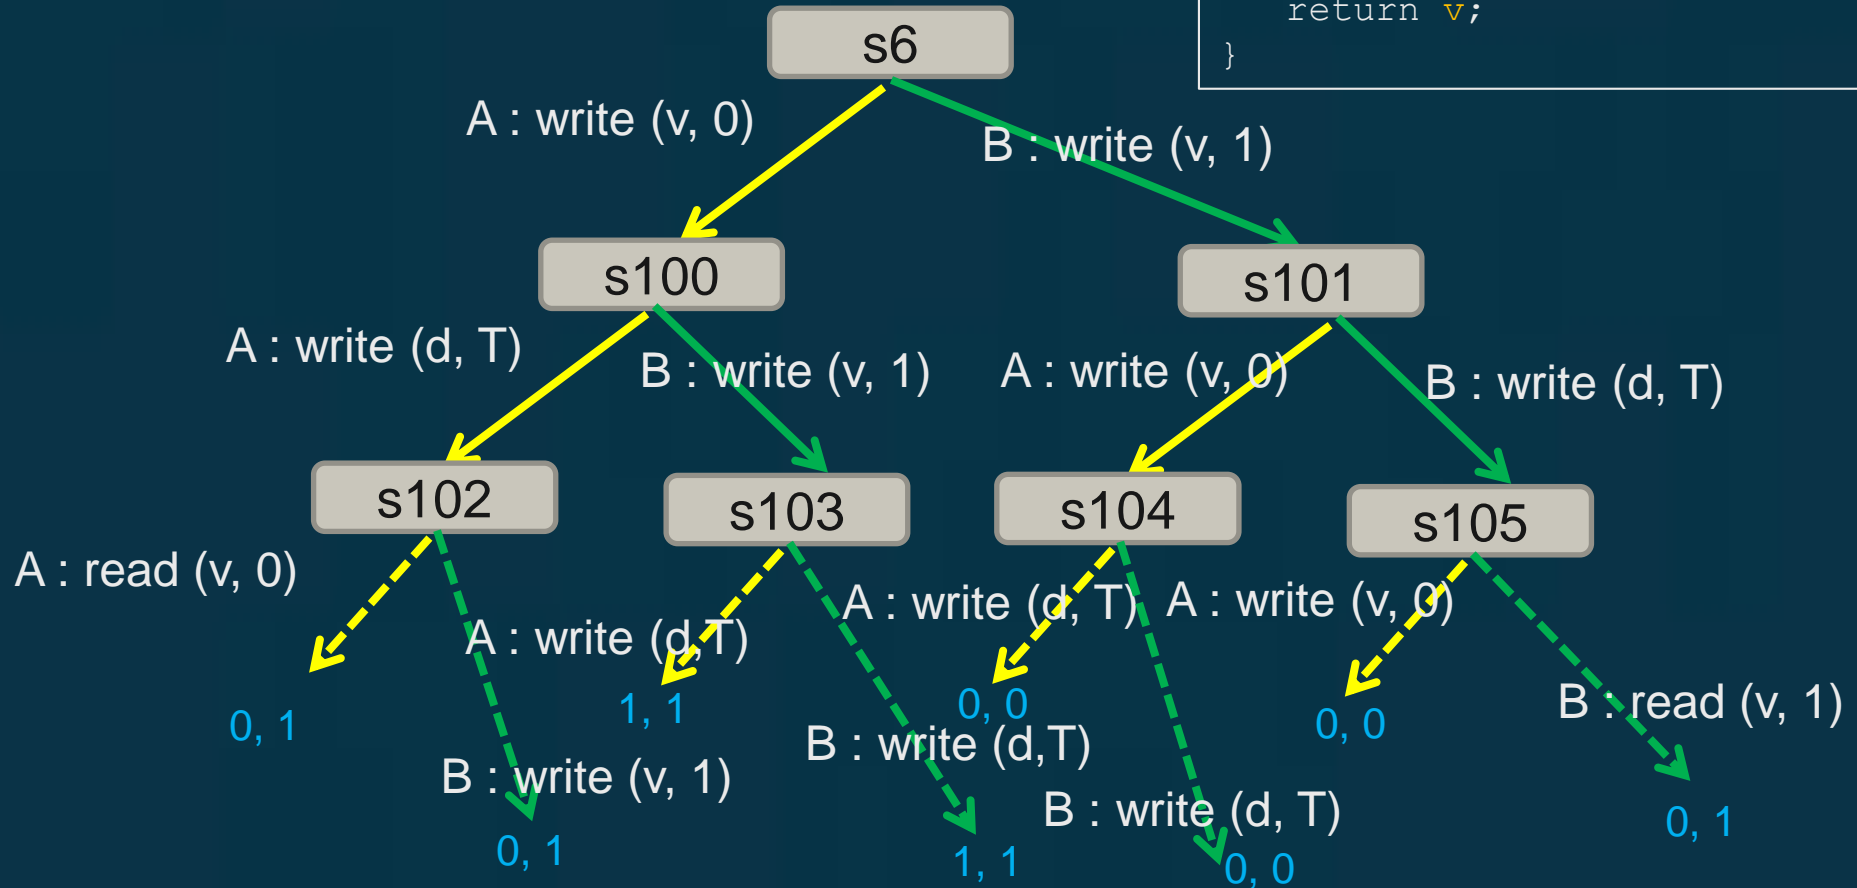 return v;
}
s6
A : write (v, 0)
B : write (v, 1)
s100
s101
A : write (d, T)
B : write (v, 1)
A : write (v, 0)
B : write (d, T)
s102
s103
s104
s105
A : read (v, 0)
A : write (d,T)
A : write (d, T)
A : write (v, 0)
B : read (v, 1)
0, 1
1, 1
0, 0
0, 0
B : write (v, 1)
B : write (d,T)
B : write (d, T)
0, 1
0, 1
1, 1
0, 0